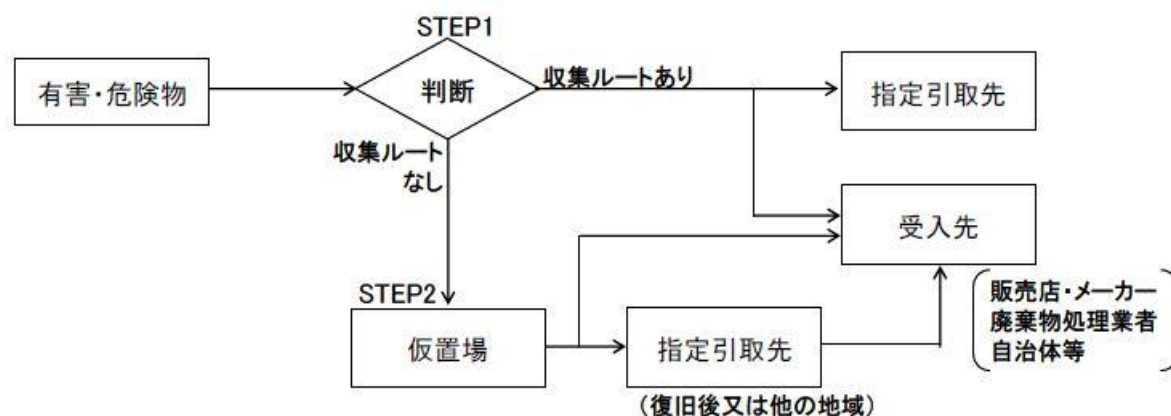 STEP1
有害・危険物
判断
収集ルートあり
指定引取先
収集ルート
なし
受入先
STEP2
仮置場
指定引取先
(復旧後又は他の地域)
販売店・メーカー
廃棄物処理業者
自治体等